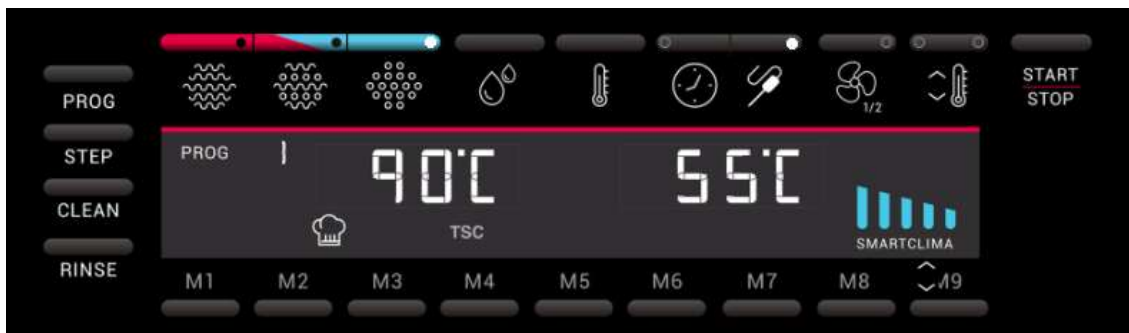 1/2
START
STOP
PROG
STEP
CLEAN
RINSE
PROG 1 90°C 55°C
TSC
SMARTCLIMA
M1 M2 M3 M4 M5 M6 M7 M8 M9